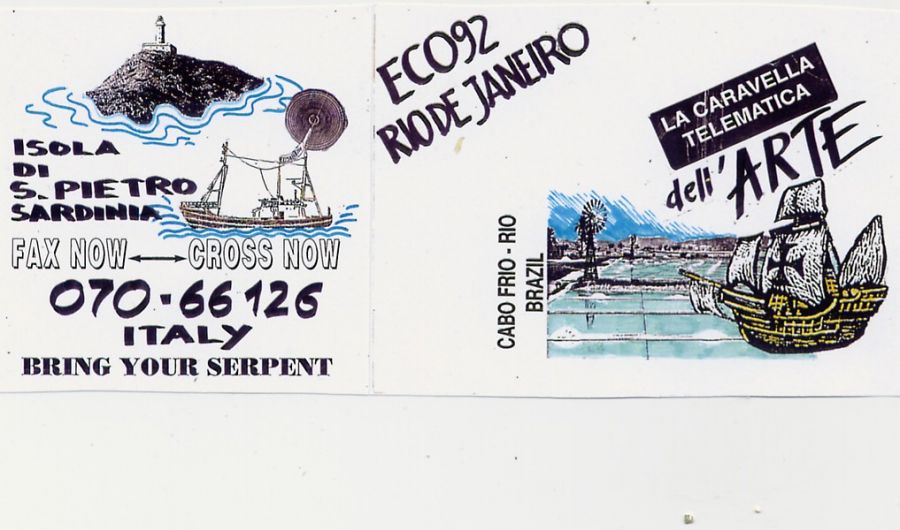 ISOLA
DI
S. PIETRO
SARDINIA
FAX NOW ↔ CROSS NOW
070-66126
ITALY
BRING YOUR SERPENT
ECO92
RIO DE JANEIRO
LA CARAVELLA
TELEMATICA
dell'ARTE
CABO FRIO - RIO
BRAZIL